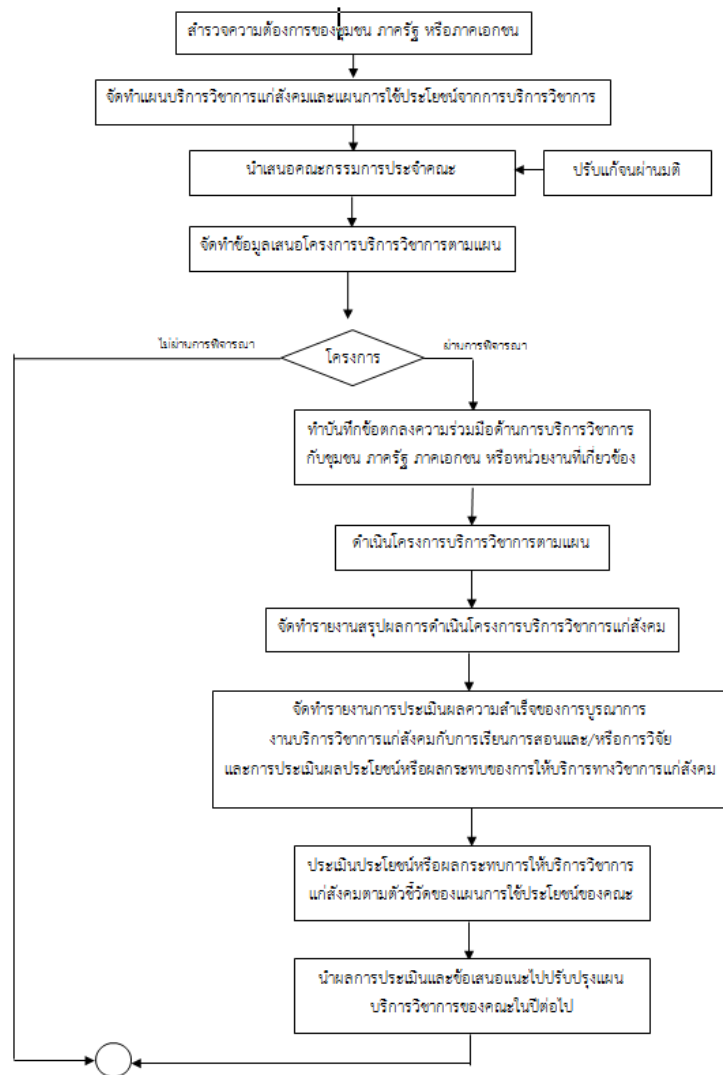 สำรวจความต้องการของชุมชน ภาครัฐ หรือภาคเอกชน
จัดทำแผนบริการวิชาการแก่สังคมและแผนการใช้ประโยชน์จากการบริการวิชาการ
นำเสนอคณะกรรมการประจำคณะ
ปรับแก้จนผ่านมติ
จัดทำข้อมูลเสนอโครงการบริการวิชาการตามแผน
ไม่ผ่านการพิจารณา
โครงการ
ผ่านการพิจารณา
ทำบันทึกข้อตกลงความร่วมมือด้านการบริการวิชาการ
กับชุมชน ภาครัฐ ภาคเอกชน หรือหน่วยงานที่เกี่ยวข้อง
ดำเนินโครงการบริการวิชาการตามแผน
จัดทำรายงานสรุปผลการดำเนินโครงการบริการวิชาการแก่สังคม
จัดทำรายงานการประเมินผลความสำเร็จของการบูรณาการ
งานบริการวิชาการแก่สังคมกับการเรียนการสอนและ/หรือการวิจัย
และการประเมินผลประโยชน์หรือผลกระทบของการให้บริการทางวิชาการแก่สังคม
ประเมินประโยชน์หรือผลกระทบการให้บริการวิชาการ
แก่สังคมตามตัวชี้วัดของแผนการใช้ประโยชน์ของคณะ
นำผลการประเมินและข้อเสนอแนะไปปรับปรุงแผน
บริการวิชาการของคณะในปีต่อไป